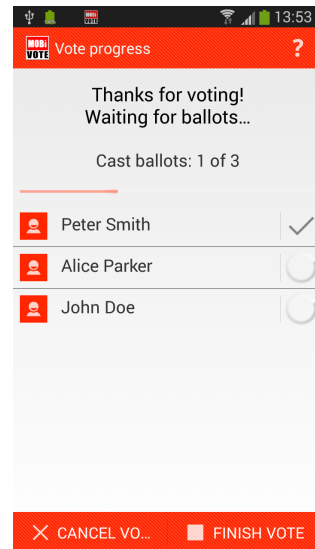 13:53
MOBi
VOTE
Vote progress
?
Thanks for voting!
Waiting for ballots...
Cast ballots: 1 of 3
Peter Smith
Alice Parker
John Doe
CANCEL VO...
FINISH VOTE